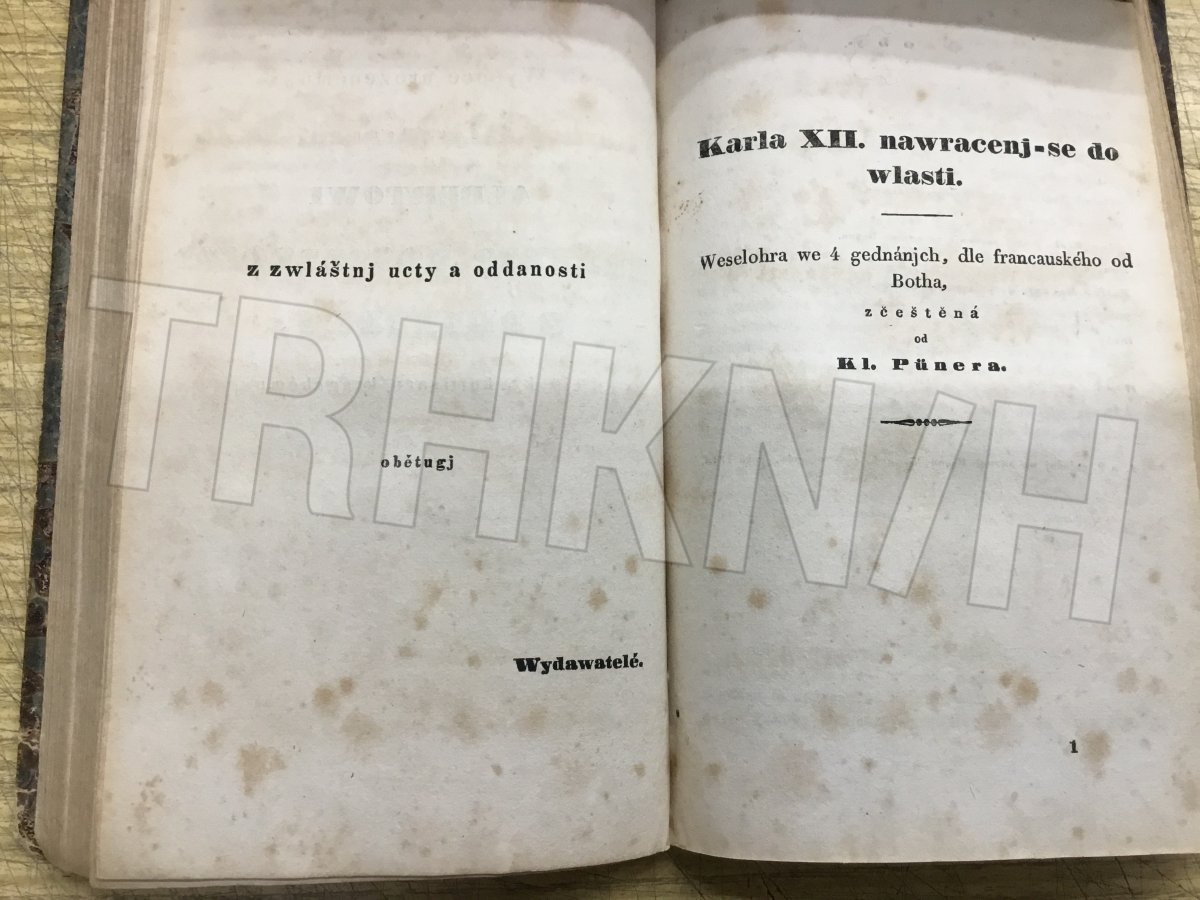 z zwláštnj ucty a oddanosti
obětugj
Wydawatelé.
Karla XII. nawracenj-se do
wlasti.
Weselohra we 4 gednánjch, dle francauského od
Botha,
zčeštěná
od
Kl. Pünera.
1
TRHKNIH